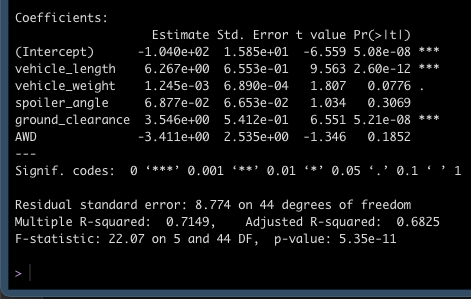 Coefficients:
                   Estimate Std. Error t value Pr(>|t|)    
(Intercept)      -1.040e+02  1.585e+01  -6.559 5.08e-08 ***
vehicle_length    6.267e+00  6.553e-01   9.563 2.60e-12 ***
vehicle_weight    1.245e-03  6.890e-04   1.807   0.0776 .  
spoiler_angle     6.877e-02  6.653e-02   1.034   0.3069    
ground_clearance  3.546e+00  5.412e-01   6.551 5.21e-08 ***
AWD              -3.411e+00  2.535e+00  -1.346   0.1852    
---
Signif. codes:  0 ‘***’ 0.001 ‘**’ 0.01 ‘*’ 0.05 ‘.’ 0.1 ‘ ’ 1
Residual standard error: 8.774 on 44 degrees of freedom
Multiple R-squared:  0.7149,    Adjusted R-squared:  0.6825
F-statistic: 22.07 on 5 and 44 DF,  p-value: 5.35e-11
>